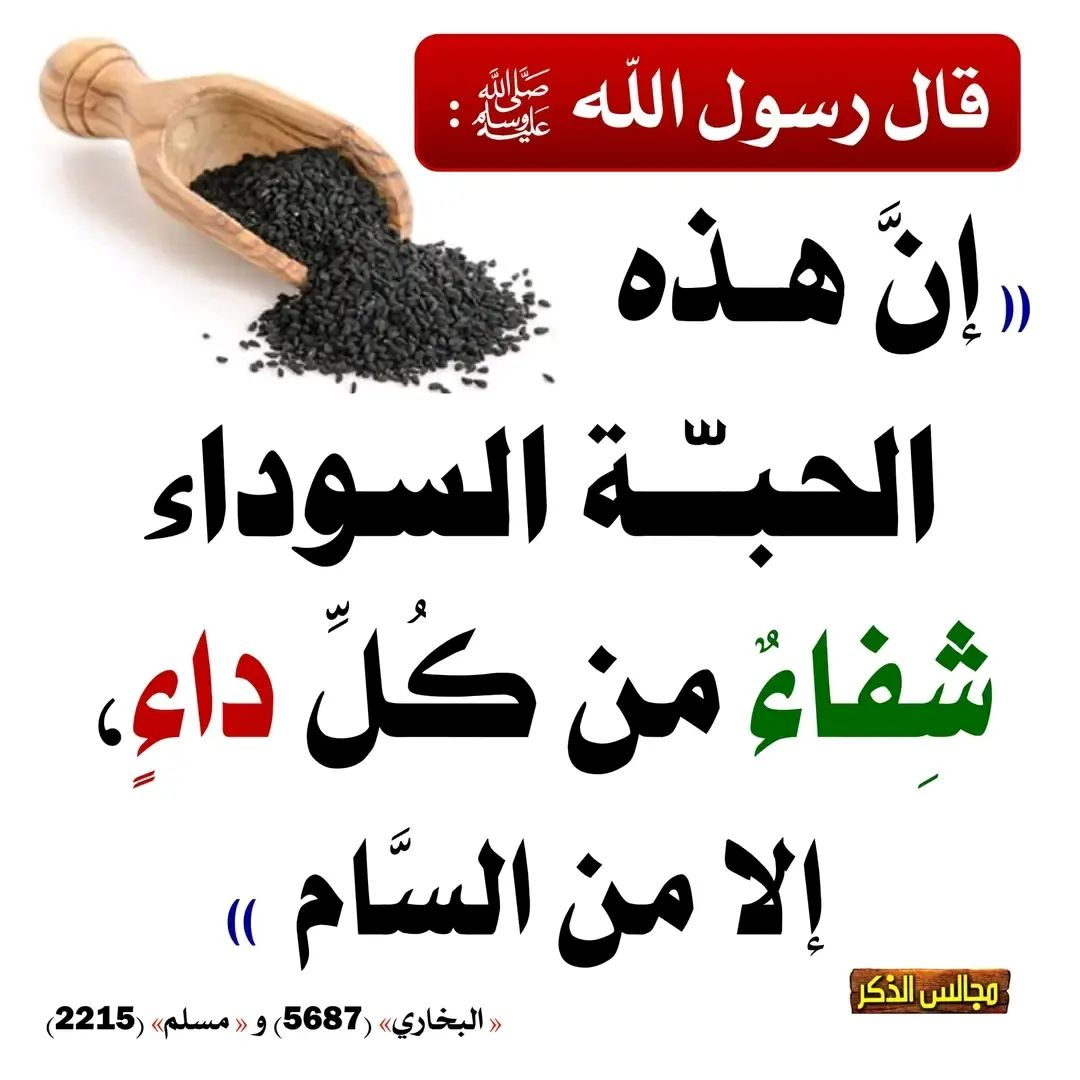 قال رسول الله ﷺ :
(( إنَّ هـذه
الحبّـة السوداء
شِفاءٌ من كُلِّ داءٍ،
إلا من السَّام ))
مجالس الذكر
« البخاري» (5687) و « مسلم» (2215)